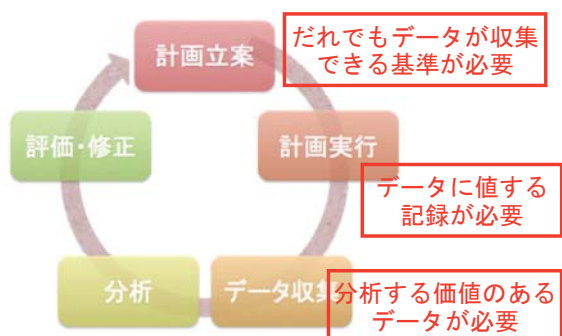 計画立案
だれでもデータが収集
できる基準が必要
評価・修正
計画実行
データに値する
記録が必要
分析
データ収集
分析する価値のある
データが必要